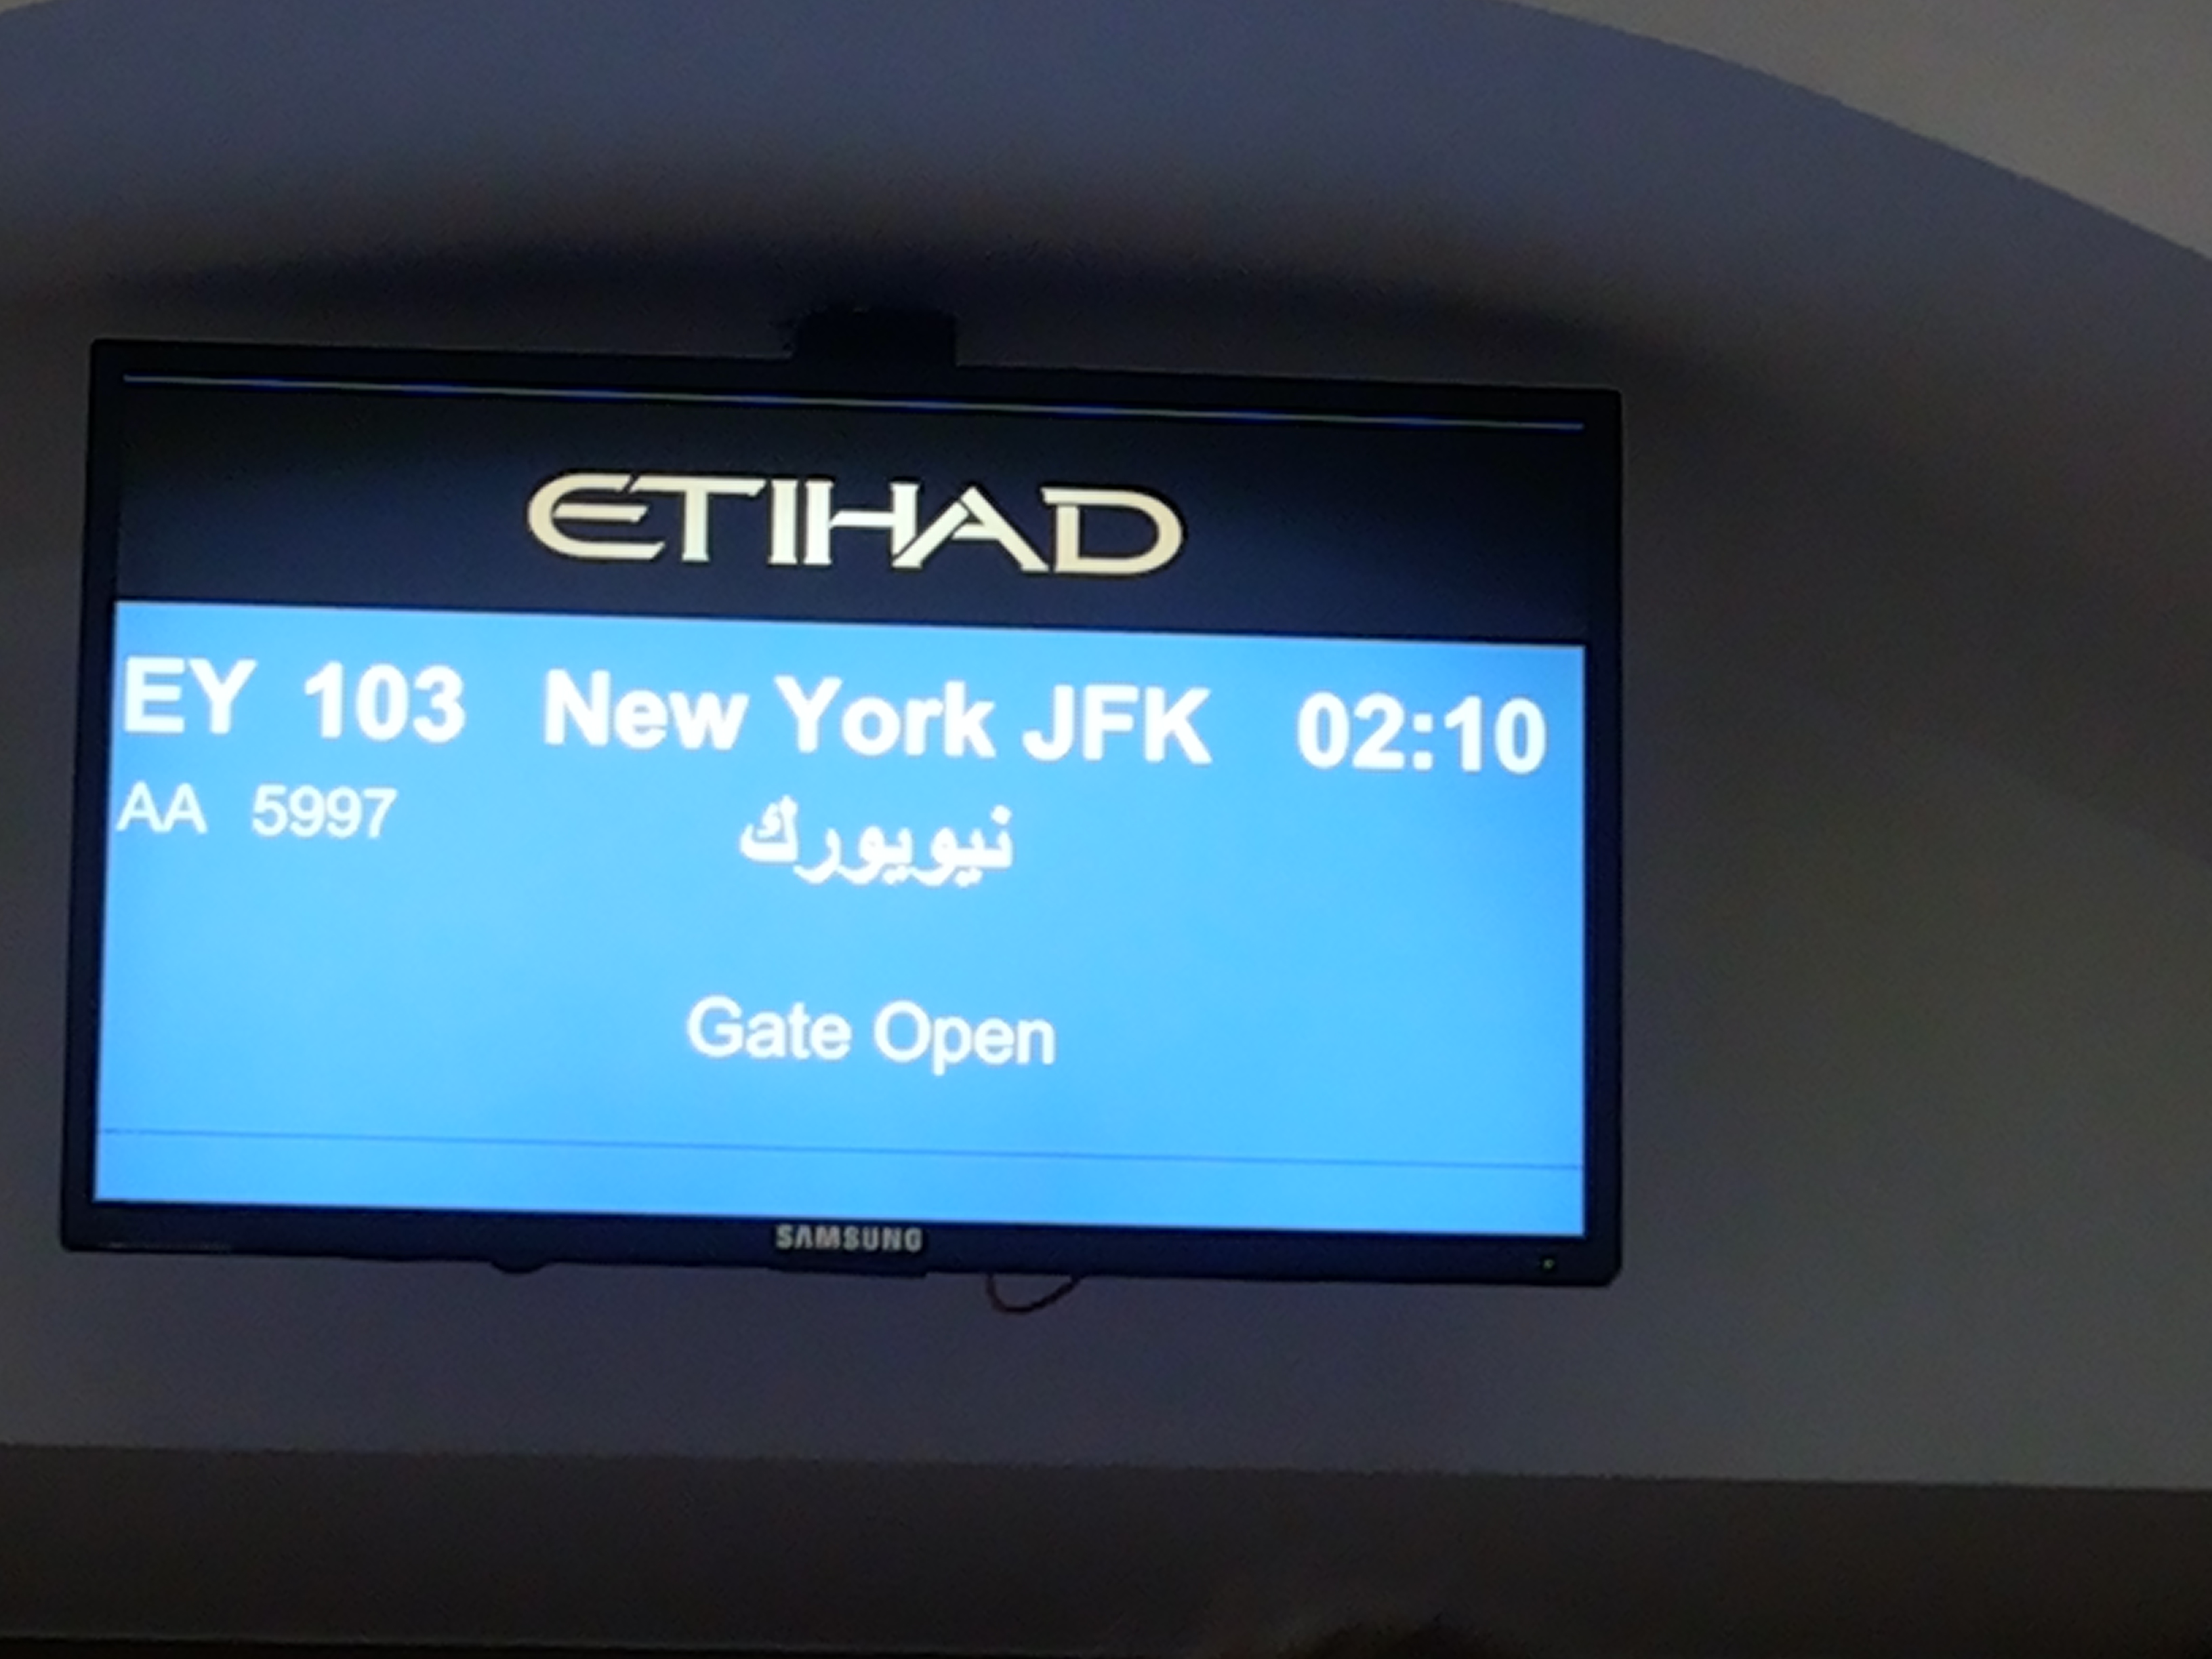 ETIHAD
EY 103 New York JFK 02:10
AA 5997 نيويورك
Gate Open
SAMSUNG